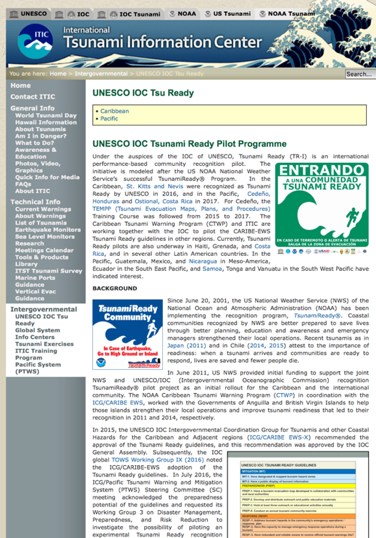 UNESCO IOC IOC Tsunami NOAA US Tsunami NOAA Tsunami
ITIC
International
Tsunami Information Center
You are here: Home > Intergovernmental > UNESCO IOC Tsu Ready
Search...
Home
Contact ITIC
General Info
World Tsunami Day
Hawaii Information
About Tsunamis
Am I in Danger?
What to Do?
Awareness &
Education
Photos, Video,
Graphics
Quick Info for Media
FAQs
About ITIC
Technical Info
Current Warnings
About Warnings
List of Tsunamis
Earthquake Monitors
Sea Level Monitors
Research
Meetings Calendar
Tools & Products
Library
ITST Tsunami Survey
Marine Ports
Guidance
Vertical Evac
Guidance
Intergovernmental
UNESCO IOC Tsu
Ready
Global System
Info Centers
Tsunami Exercises
ITIC Training
Program
Pacific System
(PTWS)
UNESCO IOC Tsu Ready
• Caribbean
• Pacific
UNESCO IOC Tsunami Ready Pilot Programme
Under the auspices of the IOC of UNESCO, Tsunami Ready (TR-I) is an international
performance-based community recognition pilot. The
initiative is modeled after the US NOAA National Weather
Service's successful TsunamiReady® Program. In the
Caribbean, St. Kitts and Nevis were recognized as Tsunami
Ready by UNESCO in 2016, and in the Pacific, Cedeño,
Honduras and Ostional, Costa Rica in 2017. For Cedeño, the
TEMPP (Tsunami Evacuation Maps, Plans, and Procedures)
Training Course was followed from 2015 to 2017. The
Caribbean Tsunami Warning Program (CTWP) and ITIC are
working together with the IOC to pilot the CARIBE-EWS
Tsunami Ready guidelines in other regions. Currently, Tsunami
Ready pilots are also underway in Haiti, Grenada, and Costa
Rica, and in several other Latin American countries. In the
Pacific, Guatemala, Mexico, and Nicaragua in Meso-America,
Ecuador in the South East Pacific, and Samoa, Tonga and Vanuatu in the South West Pacific have
indicated interest.
ENTRANDO
A UNA COMUNIDAD
TSUNAMI READY
EN CASO DE TERREMOTO O ALERTA DE TSUNAMI
SALGA DE LA ZONA DE EVACUACIÓN
BACKGROUND
TsunamiReady
Community
In Case of Earthquake,
Go to High Ground or Inland
Since June 20, 2001, the US National Weather Service (NWS) of the
National Ocean and Atmospheric Administration (NOAA) has been
implementing the recognition program, TsunamiReady®. Coastal
communities recognized by NWS are better prepared to save lives
through better planning, education and awareness and emergency
managers strengthened their local operations. Recent tsunamis as in
Japan (2011) and in Chile (2014, 2015) attest to the importance of
readiness: when a tsunami arrives and communities are ready to
respond, lives are saved and fewer people die.
In June 2011, US NWS provided initial funding to support the joint
NWS and UNESCO/IOC (Intergovernmental Oceanographic Commission) recognition
TsunamiReady® pilot project as an initial rollout for the Caribbean and the international
community. The NOAA Caribbean Tsunami Warning Program (CTWP) in coordination with the
ICG/CARIBE EWS, worked with the Governments of Anguilla and British Virgin Islands to help
those islands strengthen their local operations and improve tsunami readiness that led to their
recognition in 2011 and 2014, respectively.
In 2015, the UNESCO IOC Intergovernmental Coordination Group for Tsunamis and other Coastal
Hazards for the Caribbean and Adjacent regions (ICG/CARIBE EWS-X) recommended the
approval of the Tsunami Ready guidelines, and this recommendation was approved by the IOC
General Assembly. Subsequently, the IOC
global TOWS Working Group IX (2016) noted
the ICG/CARIBE-EWS adoption of the
Tsunami Ready guidelines. In July 2016, the
ICG/Pacific Tsunami Warning and Mitigation
System (PTWS) Steering Committee (SC)
meeting acknowledged the preparedness
potential of the guidelines and requested its
Working Group 3 on Disaster Management,
Preparedness, and Risk Reduction to
investigate the possibility of piloting an
experimental Tsunami Ready recognition